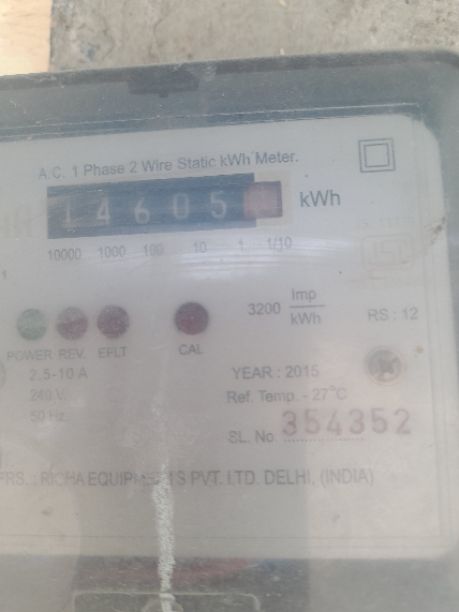 A.C. 1 Phase 2 Wire Static kWh Meter.
14605 kWh
10000 1000 100 10 1 1/10
3200 Imp/kWh RS : 12
POWER REV. EFLT CAL
2.5-10 A
240 V.
50 Hz.
YEAR : 2015
Ref. Temp. - 27°C
SL. No. 354352
PVT. LTD. DELHI, (INDIA)